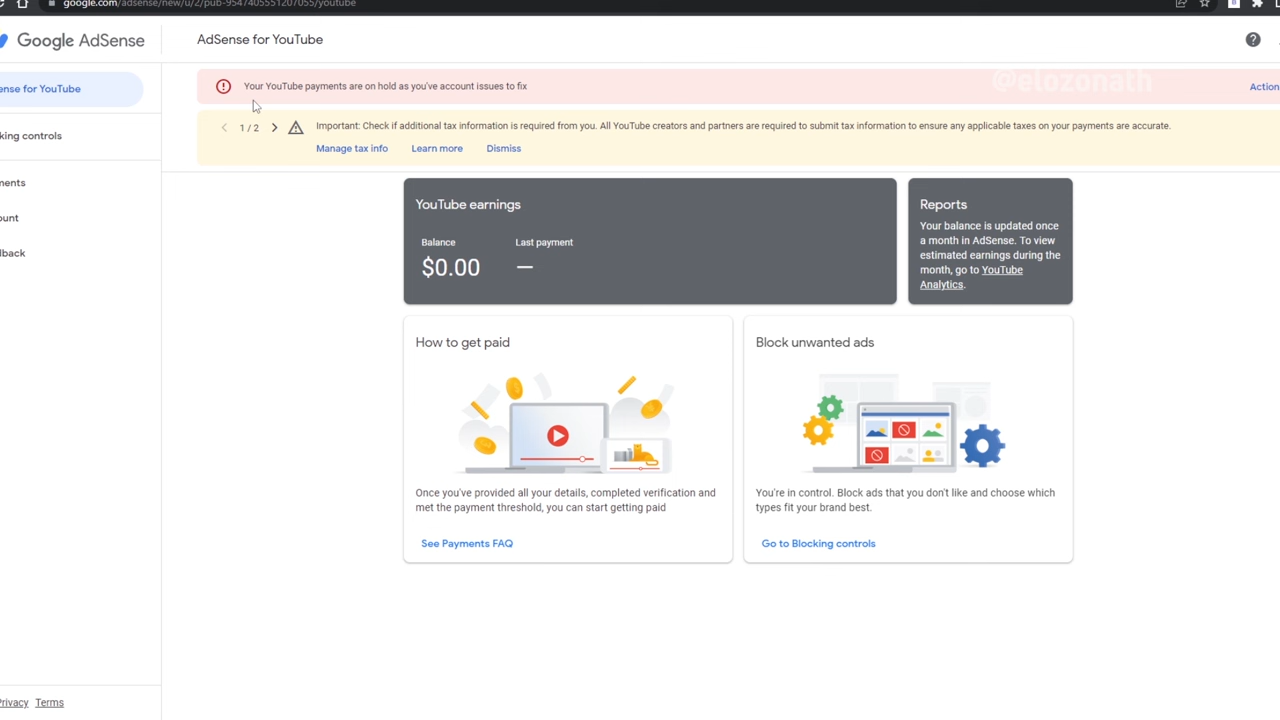 google.com/adsense/new/u/2/pub-9547405551207055/youtube
Google AdSense
AdSense for YouTube
ense for YouTube
king controls
ments
ount
lback
Your YouTube payments are on hold as you've account issues to fix
@elozonath
Action
1 / 2
Important: Check if additional tax information is required from you. All YouTube creators and partners are required to submit tax information to ensure any applicable taxes on your payments are accurate.
Manage tax info Learn more Dismiss
YouTube earnings
Balance Last payment
$0.00 —
Reports
Your balance is updated once
a month in AdSense. To view
estimated earnings during the
month, go to YouTube
Analytics.
How to get paid
Once you've provided all your details, completed verification and
met the payment threshold, you can start getting paid
See Payments FAQ
Block unwanted ads
You're in control. Block ads that you don't like and choose which
types fit your brand best.
Go to Blocking controls
Privacy Terms